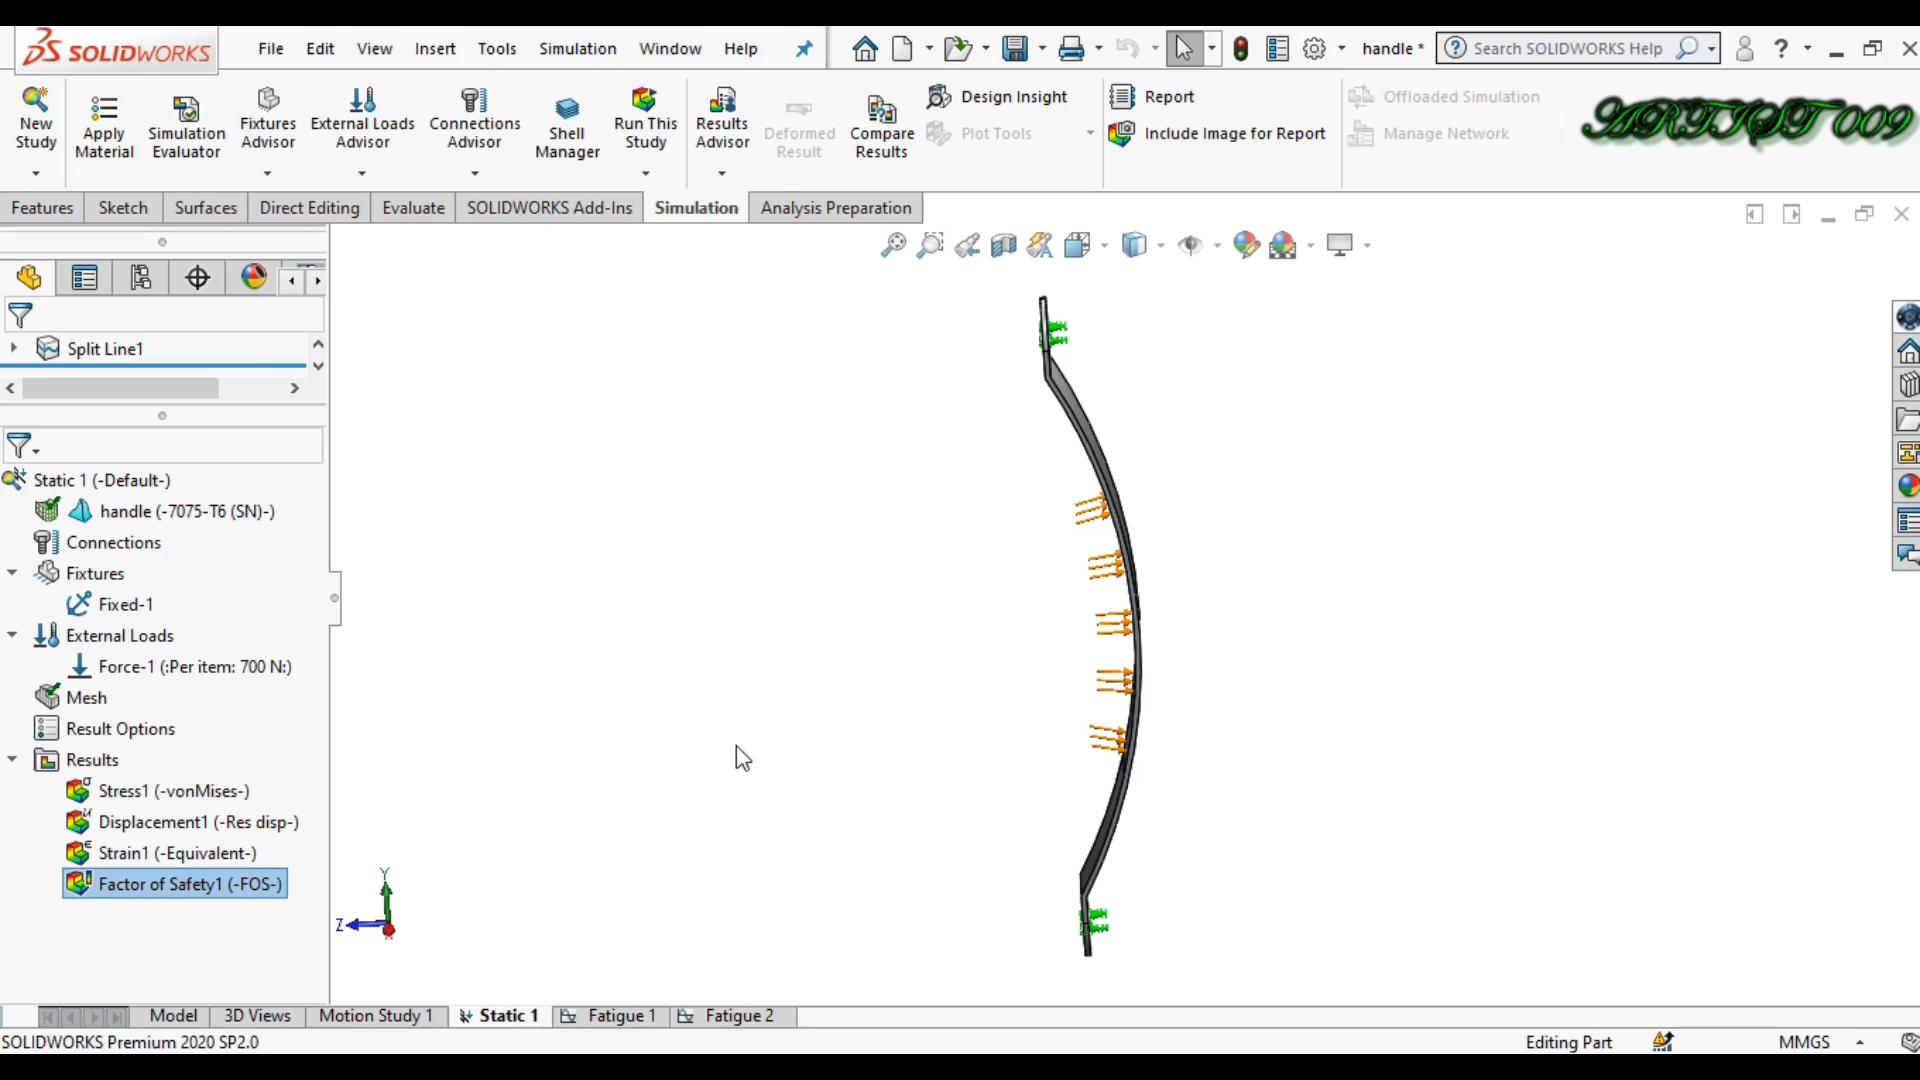 SOLIDWORKS
File Edit View Insert Tools Simulation Window Help
handle *
Search SOLIDWORKS Help
New Study
Apply Material
Simulation Evaluator
Fixtures Advisor
External Loads Advisor
Connections Advisor
Shell Manager
Run This Study
Results Advisor
Deformed Result
Compare Results
Design Insight
Plot Tools
Report
Include Image for Report
Offloaded Simulation
Manage Network
ARTIST 009
Features Sketch Surfaces Direct Editing Evaluate SOLIDWORKS Add-Ins Simulation Analysis Preparation
Split Line1
Static 1 (-Default-)
handle (-7075-T6 (SN)-)
Connections
Fixtures
Fixed-1
External Loads
Force-1 (:Per item: 700 N:)
Mesh
Result Options
Results
Stress1 (-vonMises-)
Displacement1 (-Res disp-)
Strain1 (-Equivalent-)
Factor of Safety1 (-FOS-)
Y
Z
Model 3D Views Motion Study 1 Static 1 Fatigue 1 Fatigue 2
SOLIDWORKS Premium 2020 SP2.0
Editing Part
MMGS